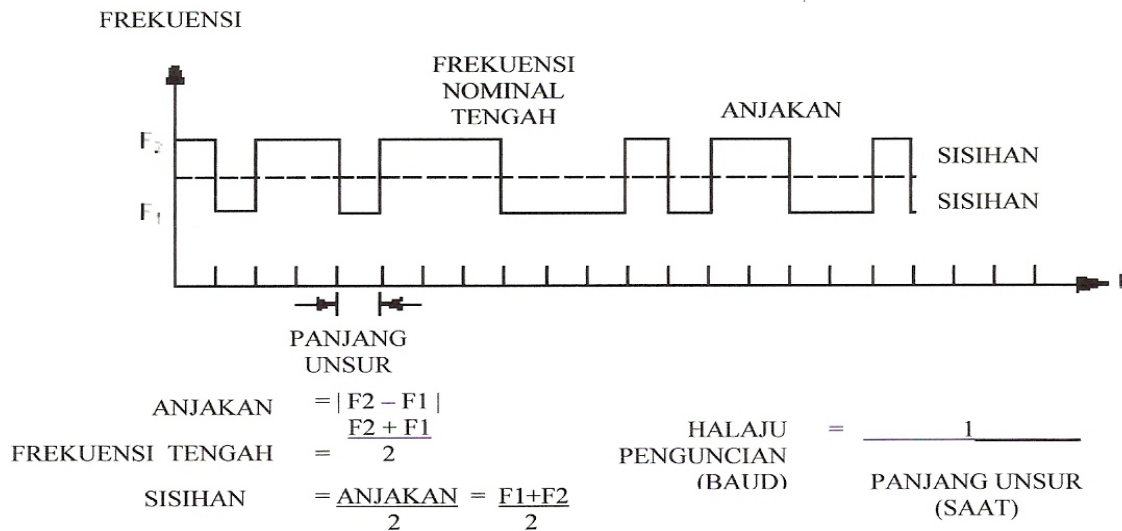 FREKUENSI
FREKUENSI
NOMINAL
TENGAH
ANJAKAN
F2
SISIHAN
F1
SISIHAN
PANJANG
UNSUR
ANJAKAN = | F2 – F1 |
FREKUENSI TENGAH = F2 + F1
2
SISIHAN = ANJAKAN = F1+F2
2 2
HALAJU = 1
PENGUNCIAN
(BAUD)
PANJANG UNSUR
(SAAT)